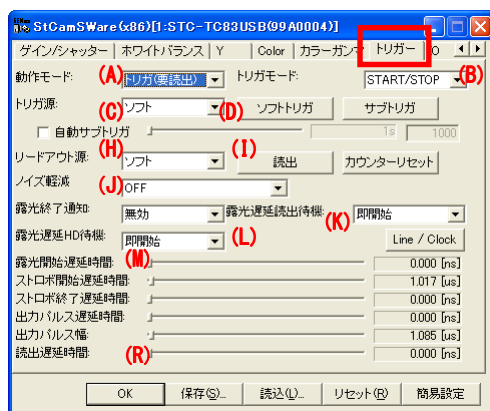 StCamSWare(x86)[1:STC-TC83USB(99A0004)]
ゲイン/シャッター ホワイトバランス Y Color カラーガンマ トリガー IO
動作モード: (A) トリガ(要読出) トリガモード: START/STOP (B)
トリガ源: (C) ソフト (D) ソフトトリガ サブトリガ
自動サブトリガ 1s 1000
リードアウト源: (H) ソフト (I) 読出 カウンターリセット
ノイズ軽減 (J) OFF
露光終了通知: 無効 露光遅延読出待機: (K) 即開始
露光遅延HD待機: 即開始 (L) Line / Clock
露光開始遅延時間: (M) 0.000 [ns]
ストロボ開始遅延時間: 1.017 [us]
ストロボ終了遅延時間: 0.000 [ns]
出力パルス遅延時間: 0.000 [ns]
出力パルス幅: 1.085 [us]
読出遅延時間: (R) 0.000 [ns]
OK 保存(S)... 読込(L)... リセット(R) 簡易設定